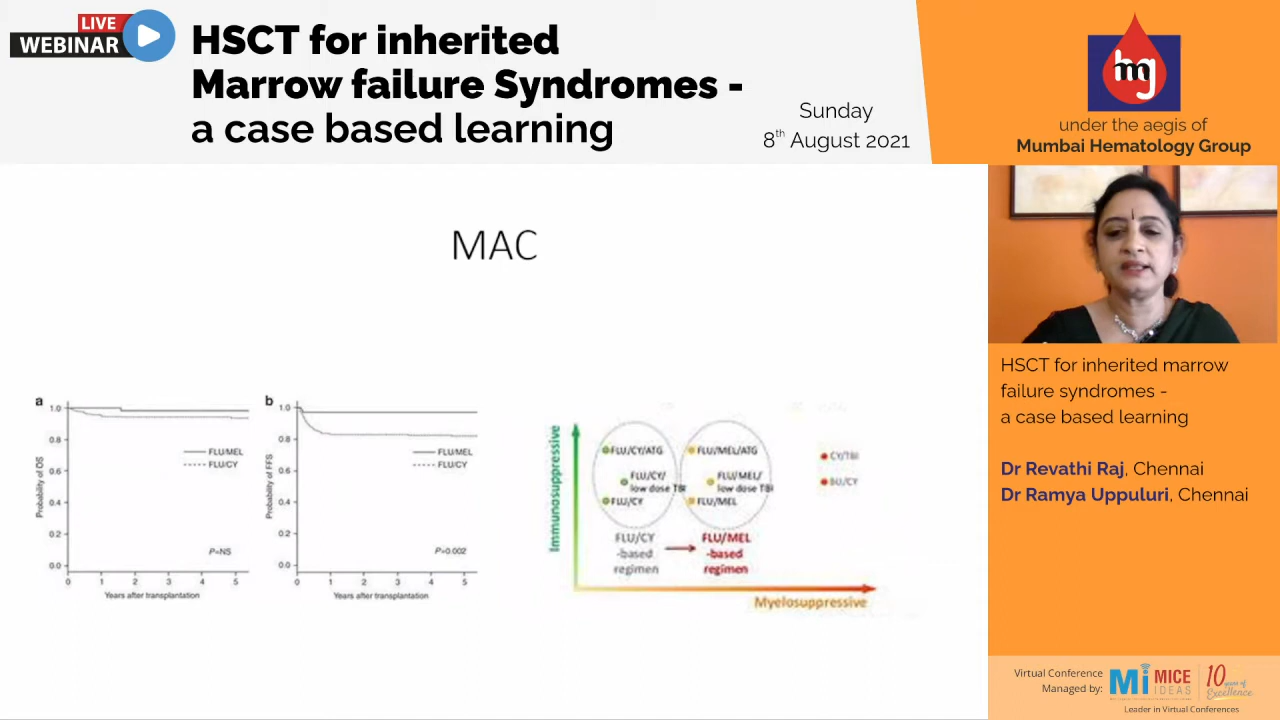 LIVE
WEBINAR
HSCT for inherited
Marrow failure Syndromes -
a case based learning
Sunday
8th August 2021
hmg
under the aegis of
Mumbai Hematology Group
MAC
a
1.0
0.8
0.6
0.4
0.2
0.0
Probability of OS
FLU/MEL
FLU/CY
P=NS
0 1 2 3 4 5
Years after transplantation
b
1.0
0.8
0.6
0.4
0.2
0.0
Probability of FFS
FLU/MEL
FLU/CY
P=0.002
0 1 2 3 4 5
Years after transplantation
Immunosuppressive
FLU/CY/ATG
FLU/CY/
low dose TBI
FLU/CY
FLU/MEL/ATG
FLU/MEL/
low dose TBI
FLU/MEL
CY/TBI
BU/CY
FLU/CY
-based
regimen
FLU/MEL
-based
regimen
Myelosuppressive
HSCT for inherited marrow
failure syndromes -
a case based learning
Dr Revathi Raj, Chennai
Dr Ramya Uppuluri, Chennai
Virtual Conference
Managed by:
Mi MICE
IDEAS
10 years of
Excellence
Leader in Virtual Conferences